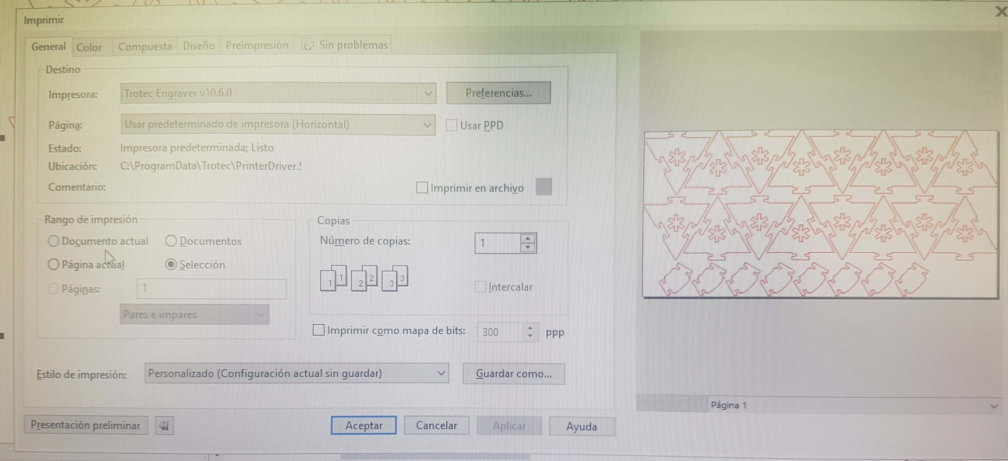 Imprimir
General Color Compuesta Diseño Preimpresión Sin problemas
Destino
Impresora: Trotec Engraver v10.6.0 Preferencias...
Página: Usar predeterminado de impresora (Horizontal) Usar PPD
Estado: Impresora predeterminada; Listo
Ubicación: C:\ProgramData\Trotec\PrinterDriver.!
Comentario: Imprimir en archivo
Rango de impresión
Documento actual Documentos
Página actual Selección
Páginas: 1
Pares e impares
Copias
Número de copias: 1
1 1 2 2 3 3
Intercalar
Imprimir como mapa de bits: 300 ppp
Estilo de impresión: Personalizado (Configuración actual sin guardar) Guardar como...
Presentación preliminar Aceptar Cancelar Aplicar Ayuda
Página 1